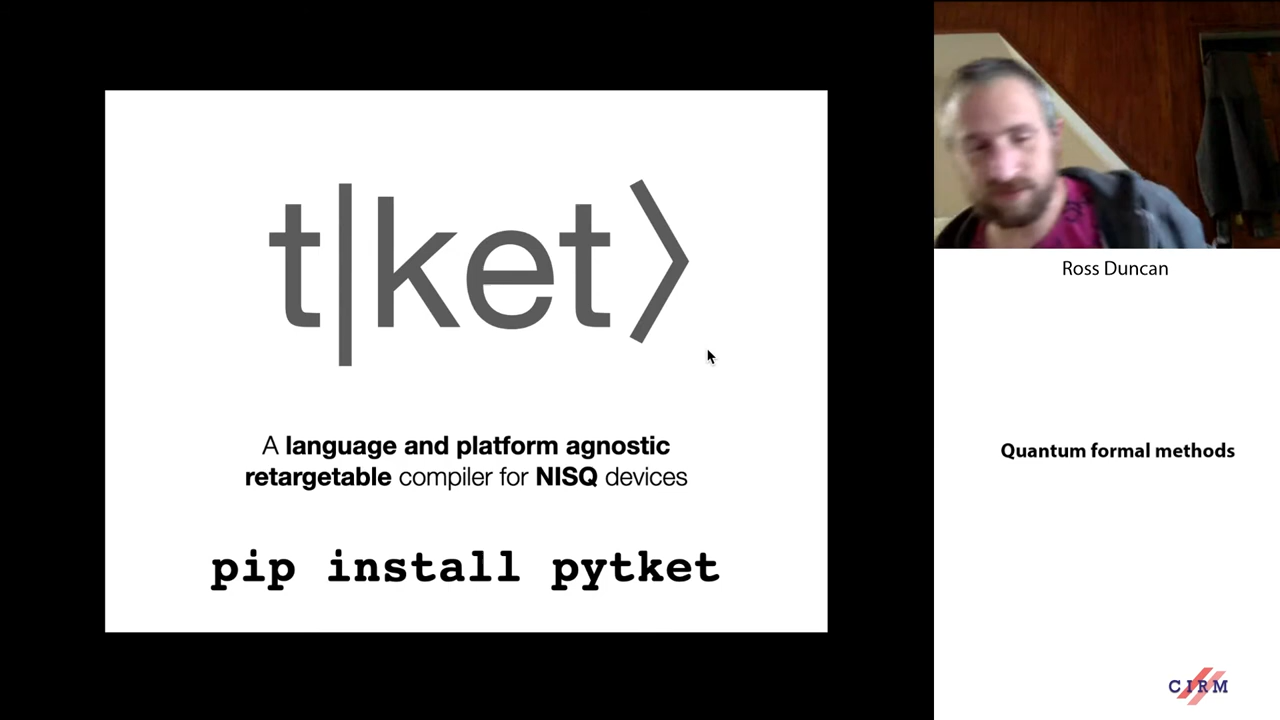 t|ket⟩
A language and platform agnostic
retargetable compiler for NISQ devices
pip install pytket
Ross Duncan
Quantum formal methods
CIRM